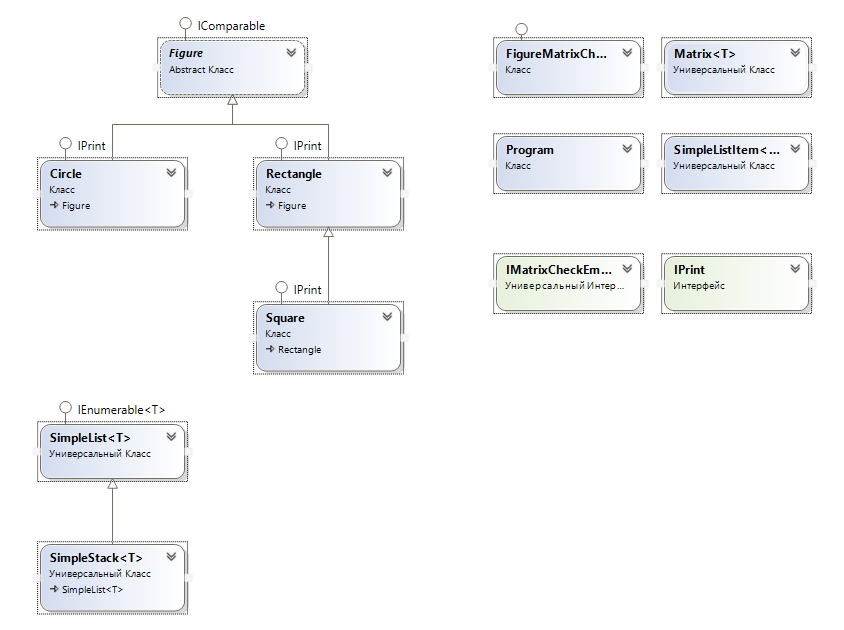 IComparable
Figure
Abstract Класс
IPrint
Circle
Класс
Figure
IPrint
Rectangle
Класс
Figure
IPrint
Square
Класс
Rectangle
IEnumerable<T>
SimpleList<T>
Универсальный Класс
SimpleStack<T>
Универсальный Класс
SimpleList<T>
FigureMatrixCh...
Класс
Matrix<T>
Универсальный Класс
Program
Класс
SimpleListItem<...
Универсальный Класс
IMatrixCheckEm...
Универсальный Интер...
IPrint
Интерфейс